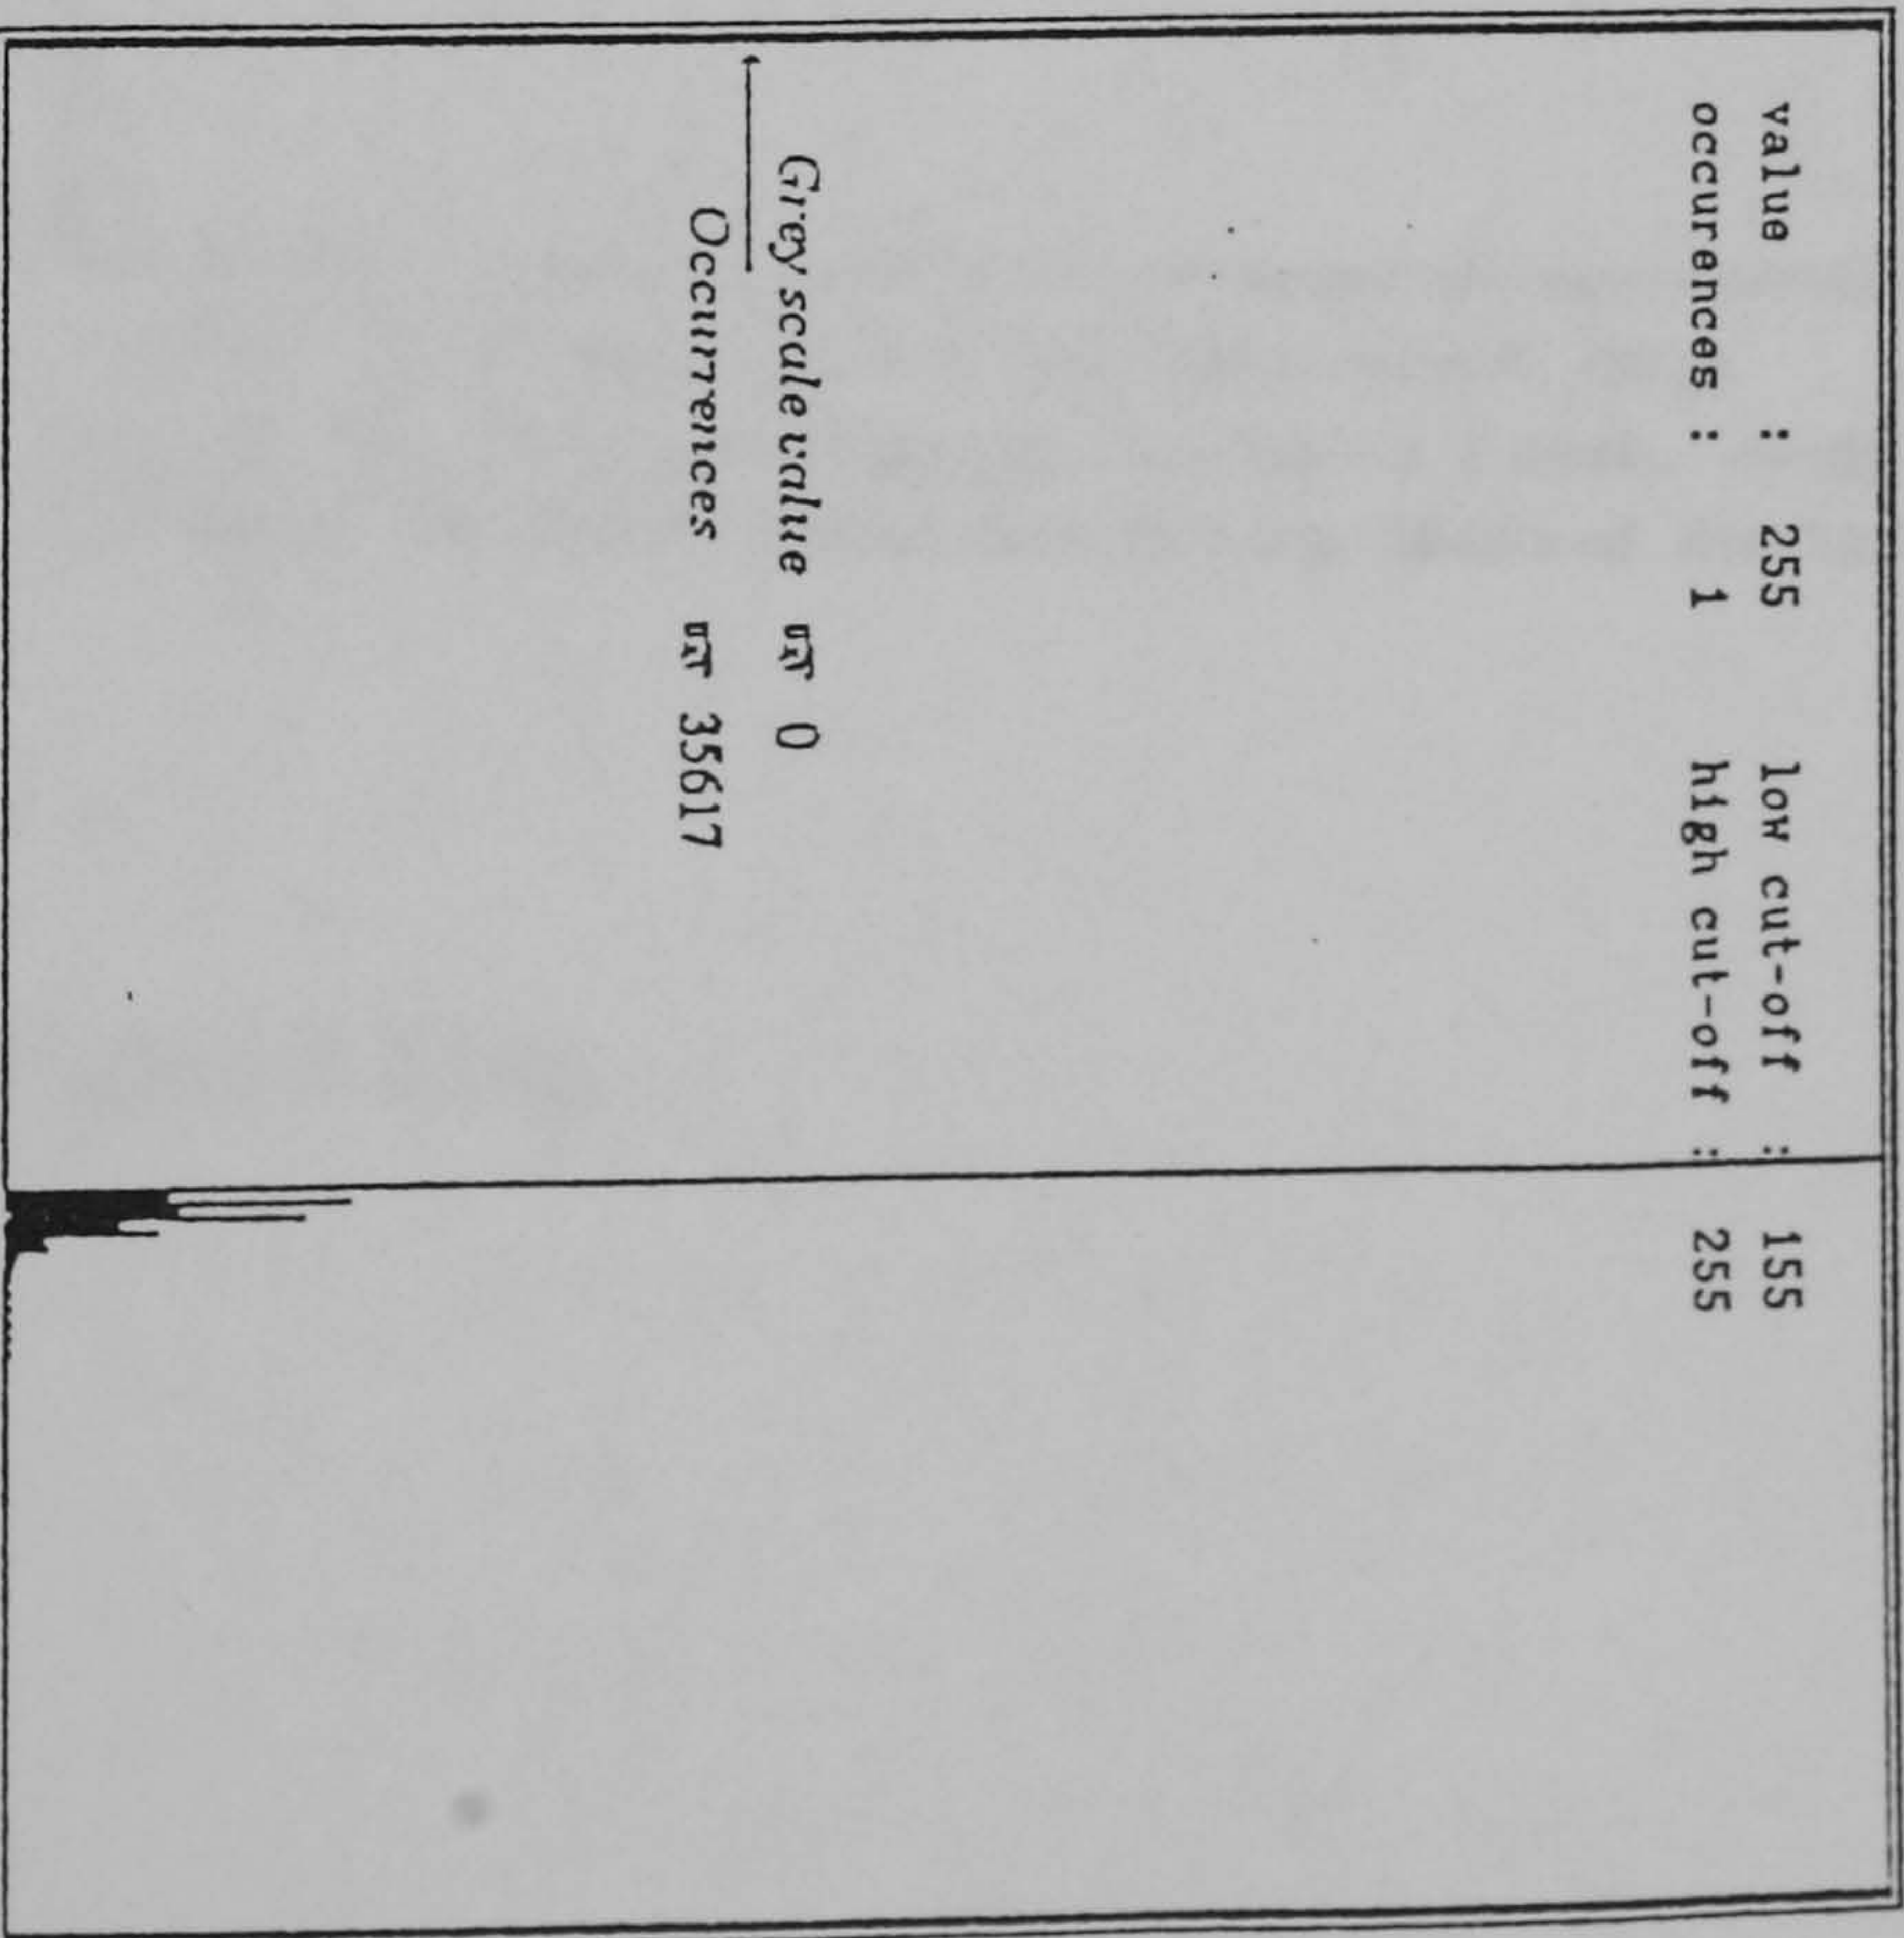 value : 255 low cut-off : 155
occurences : 1 high cut-off : 255
Grey scale value ☞ 0
Occurrences ☞ 35617